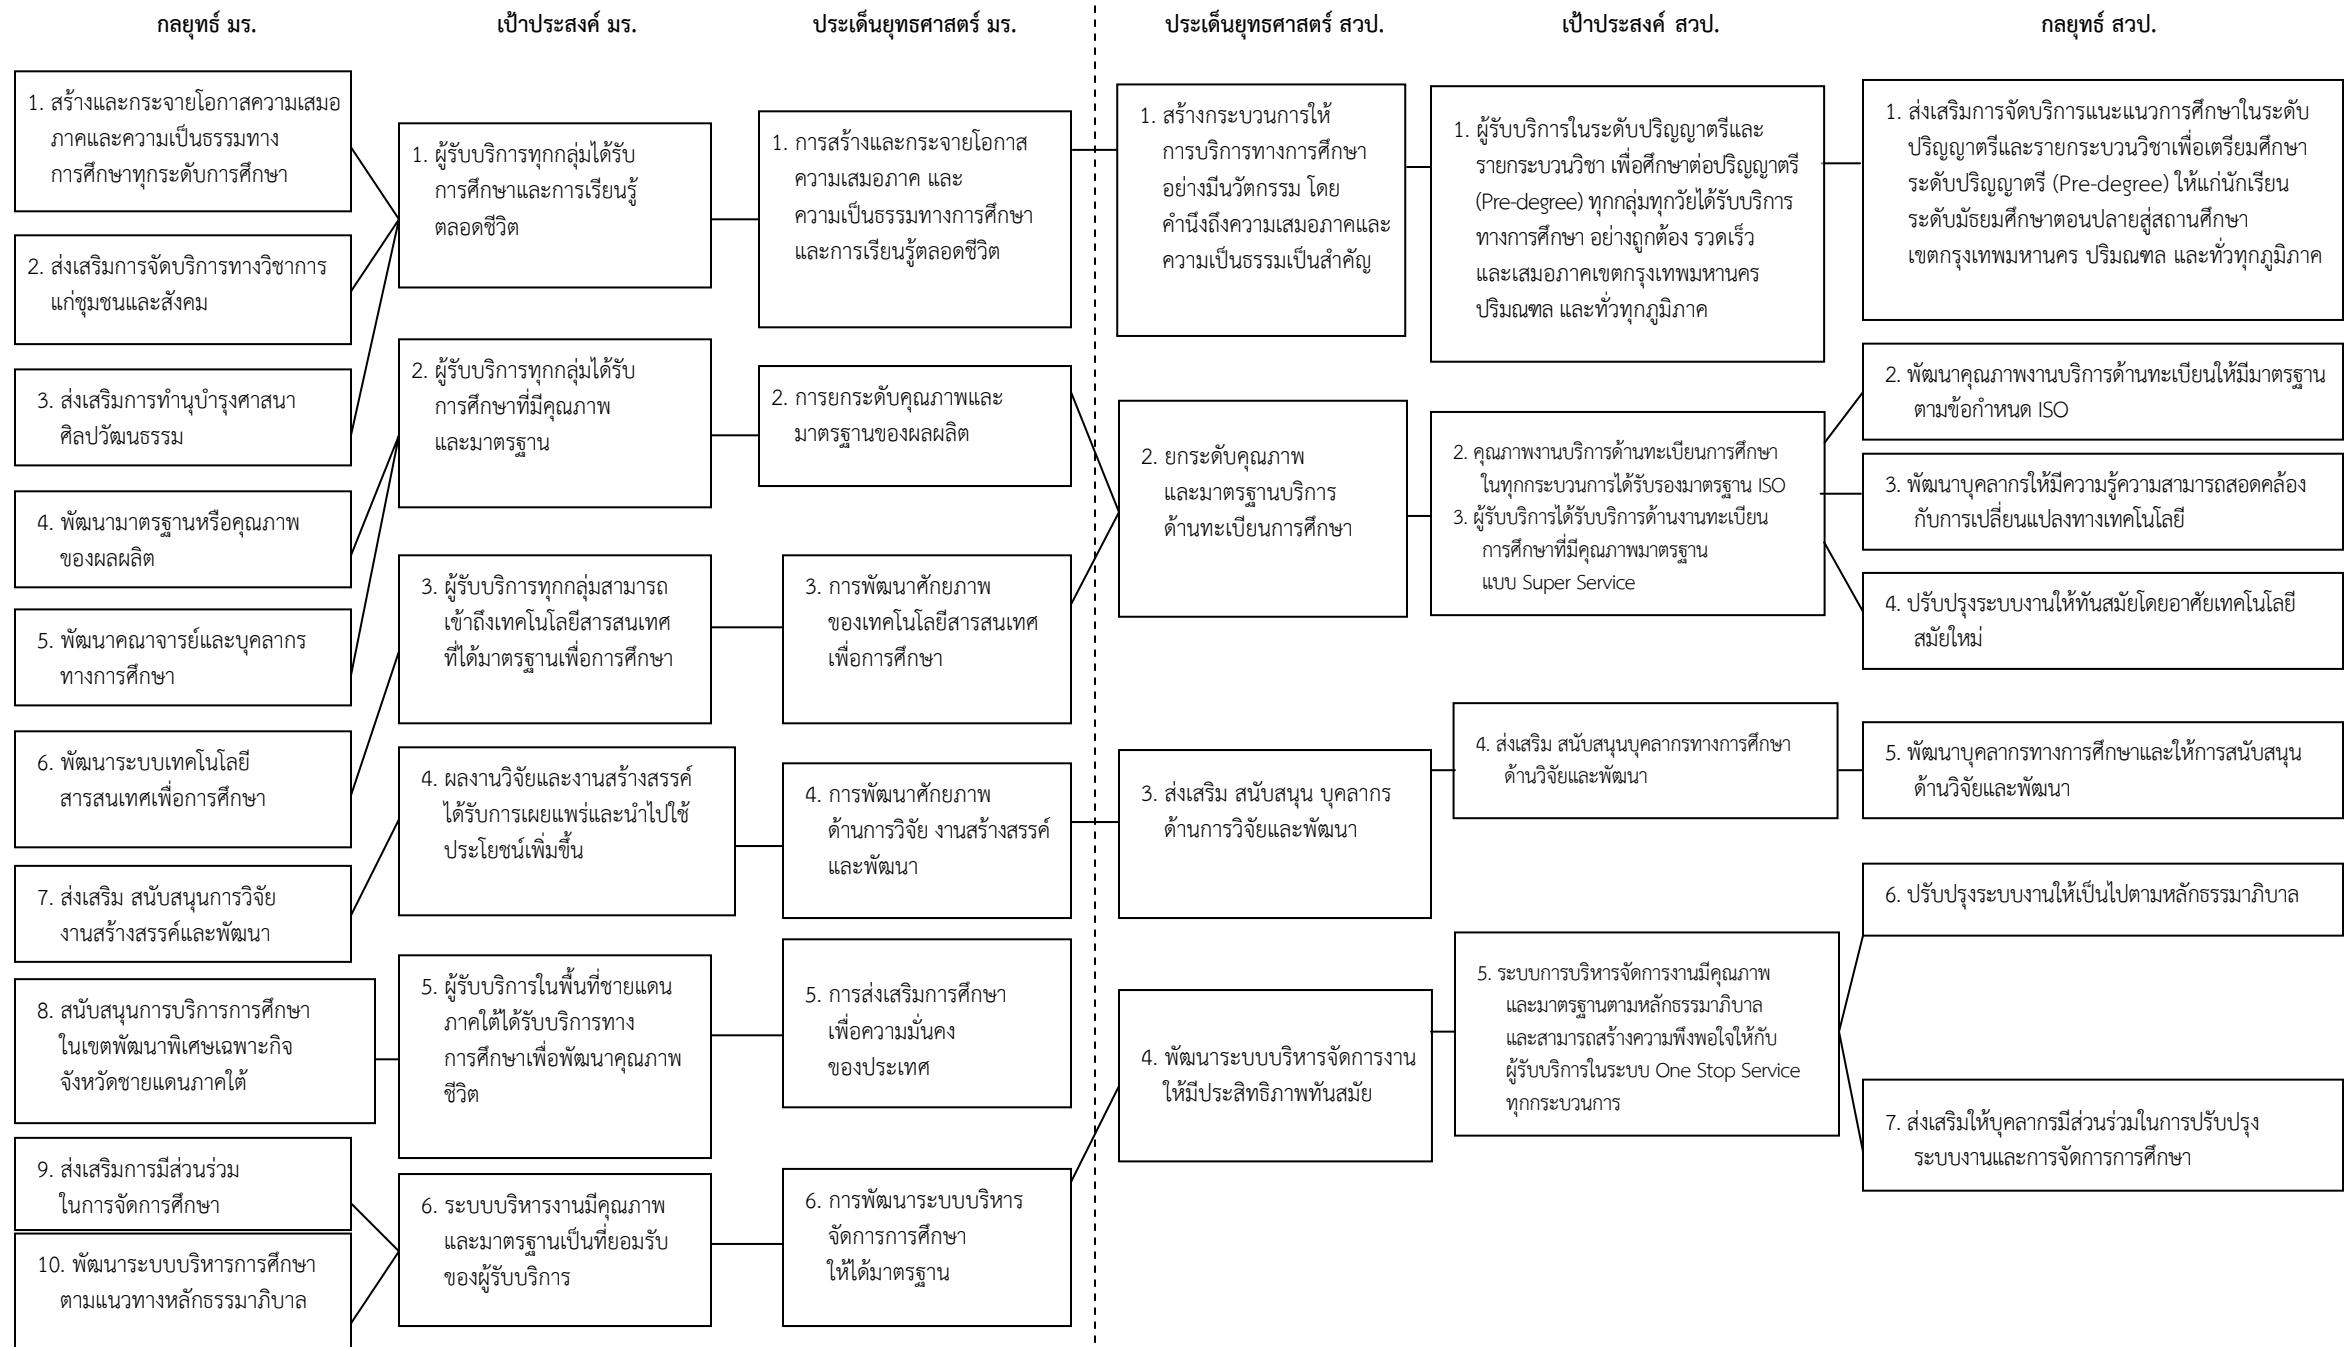 กลยุทธ์ มร.
เป้าประสงค์ มร.
ประเด็นยุทธศาสตร์ มร.
ประเด็นยุทธศาสตร์ สวป.
เป้าประสงค์ สวป.
กลยุทธ์ สวป.
1. สร้างและกระจายโอกาสความเสมอ
ภาคและความเป็นธรรมทาง
การศึกษาทุกระดับการศึกษา
2. ส่งเสริมการจัดบริการทางวิชาการ
แก่ชุมชนและสังคม
3. ส่งเสริมการทำนุบำรุงศาสนา
ศิลปวัฒนธรรม
4. พัฒนามาตรฐานหรือคุณภาพ
ของผลผลิต
5. พัฒนาคณาจารย์และบุคลากร
ทางการศึกษา
6. พัฒนาระบบเทคโนโลยี
สารสนเทศเพื่อการศึกษา
7. ส่งเสริม สนับสนุนการวิจัย
งานสร้างสรรค์และพัฒนา
8. สนับสนุนการบริการการศึกษา
ในเขตพัฒนาพิเศษเฉพาะกิจ
จังหวัดชายแดนภาคใต้
9. ส่งเสริมการมีส่วนร่วม
ในการจัดการศึกษา
10. พัฒนาระบบบริหารการศึกษา
ตามแนวทางหลักธรรมาภิบาล
1. ผู้รับบริการทุกกลุ่มได้รับ
การศึกษาและการเรียนรู้
ตลอดชีวิต
2. ผู้รับบริการทุกกลุ่มได้รับ
การศึกษาที่มีคุณภาพ
และมาตรฐาน
3. ผู้รับบริการทุกกลุ่มสามารถ
เข้าถึงเทคโนโลยีสารสนเทศ
ที่ได้มาตรฐานเพื่อการศึกษา
4. ผลงานวิจัยและงานสร้างสรรค์
ได้รับการเผยแพร่และนำไปใช้
ประโยชน์เพิ่มขึ้น
5. ผู้รับบริการในพื้นที่ชายแดน
ภาคใต้ได้รับบริการทาง
การศึกษาเพื่อพัฒนาคุณภาพ
ชีวิต
6. ระบบบริหารงานมีคุณภาพ
และมาตรฐานเป็นที่ยอมรับ
ของผู้รับบริการ
1. การสร้างและกระจายโอกาส
ความเสมอภาค และ
ความเป็นธรรมทางการศึกษา
และการเรียนรู้ตลอดชีวิต
2. การยกระดับคุณภาพและ
มาตรฐานของผลผลิต
3. การพัฒนาศักยภาพ
ของเทคโนโลยีสารสนเทศ
เพื่อการศึกษา
4. การพัฒนาศักยภาพ
ด้านการวิจัย งานสร้างสรรค์
และพัฒนา
5. การส่งเสริมการศึกษา
เพื่อความมั่นคง
ของประเทศ
6. การพัฒนาระบบบริหาร
จัดการการศึกษา
ให้ได้มาตรฐาน
1. สร้างกระบวนการให้
การบริการทางการศึกษา
อย่างมีนวัตกรรม โดย
คำนึงถึงความเสมอภาคและ
ความเป็นธรรมเป็นสำคัญ
2. ยกระดับคุณภาพ
และมาตรฐานบริการ
ด้านทะเบียนการศึกษา
3. ส่งเสริม สนับสนุน บุคลากร
ด้านการวิจัยและพัฒนา
4. พัฒนาระบบบริหารจัดการงาน
ให้มีประสิทธิภาพทันสมัย
1. ผู้รับบริการในระดับปริญญาตรีและ
รายกระบวนวิชา เพื่อศึกษาต่อปริญญาตรี
(Pre-degree) ทุกกลุ่มทุกวัยได้รับบริการ
ทางการศึกษา อย่างถูกต้อง รวดเร็ว
และเสมอภาคเขตกรุงเทพมหานคร
ปริมณฑล และทั่วทุกภูมิภาค
2. คุณภาพงานบริการด้านทะเบียนการศึกษา
ในทุกกระบวนการได้รับรองมาตรฐาน ISO
3. ผู้รับบริการได้รับบริการด้านงานทะเบียน
การศึกษาที่มีคุณภาพมาตรฐาน
แบบ Super Service
4. ส่งเสริม สนับสนุนบุคลากรทางการศึกษา
ด้านวิจัยและพัฒนา
5. ระบบการบริหารจัดการงานมีคุณภาพ
และมาตรฐานตามหลักธรรมาภิบาล
และสามารถสร้างความพึงพอใจให้กับ
ผู้รับบริการในระบบ One Stop Service
ทุกกระบวนการ
1. ส่งเสริมการจัดบริการแนะแนวการศึกษาในระดับ
ปริญญาตรีและรายกระบวนวิชาเพื่อเตรียมศึกษา
ระดับปริญญาตรี (Pre-degree) ให้แก่นักเรียน
ระดับมัธยมศึกษาตอนปลายสู่สถานศึกษา
เขตกรุงเทพมหานคร ปริมณฑล และทั่วทุกภูมิภาค
2. พัฒนาคุณภาพงานบริการด้านทะเบียนให้มีมาตรฐาน
ตามข้อกำหนด ISO
3. พัฒนาบุคลากรให้มีความรู้ความสามารถสอดคล้อง
กับการเปลี่ยนแปลงทางเทคโนโลยี
4. ปรับปรุงระบบงานให้ทันสมัยโดยอาศัยเทคโนโลยี
สมัยใหม่
5. พัฒนาบุคลากรทางการศึกษาและให้การสนับสนุน
ด้านวิจัยและพัฒนา
6. ปรับปรุงระบบงานให้เป็นไปตามหลักธรรมาภิบาล
7. ส่งเสริมให้บุคลากรมีส่วนร่วมในการปรับปรุง
ระบบงานและการจัดการการศึกษา